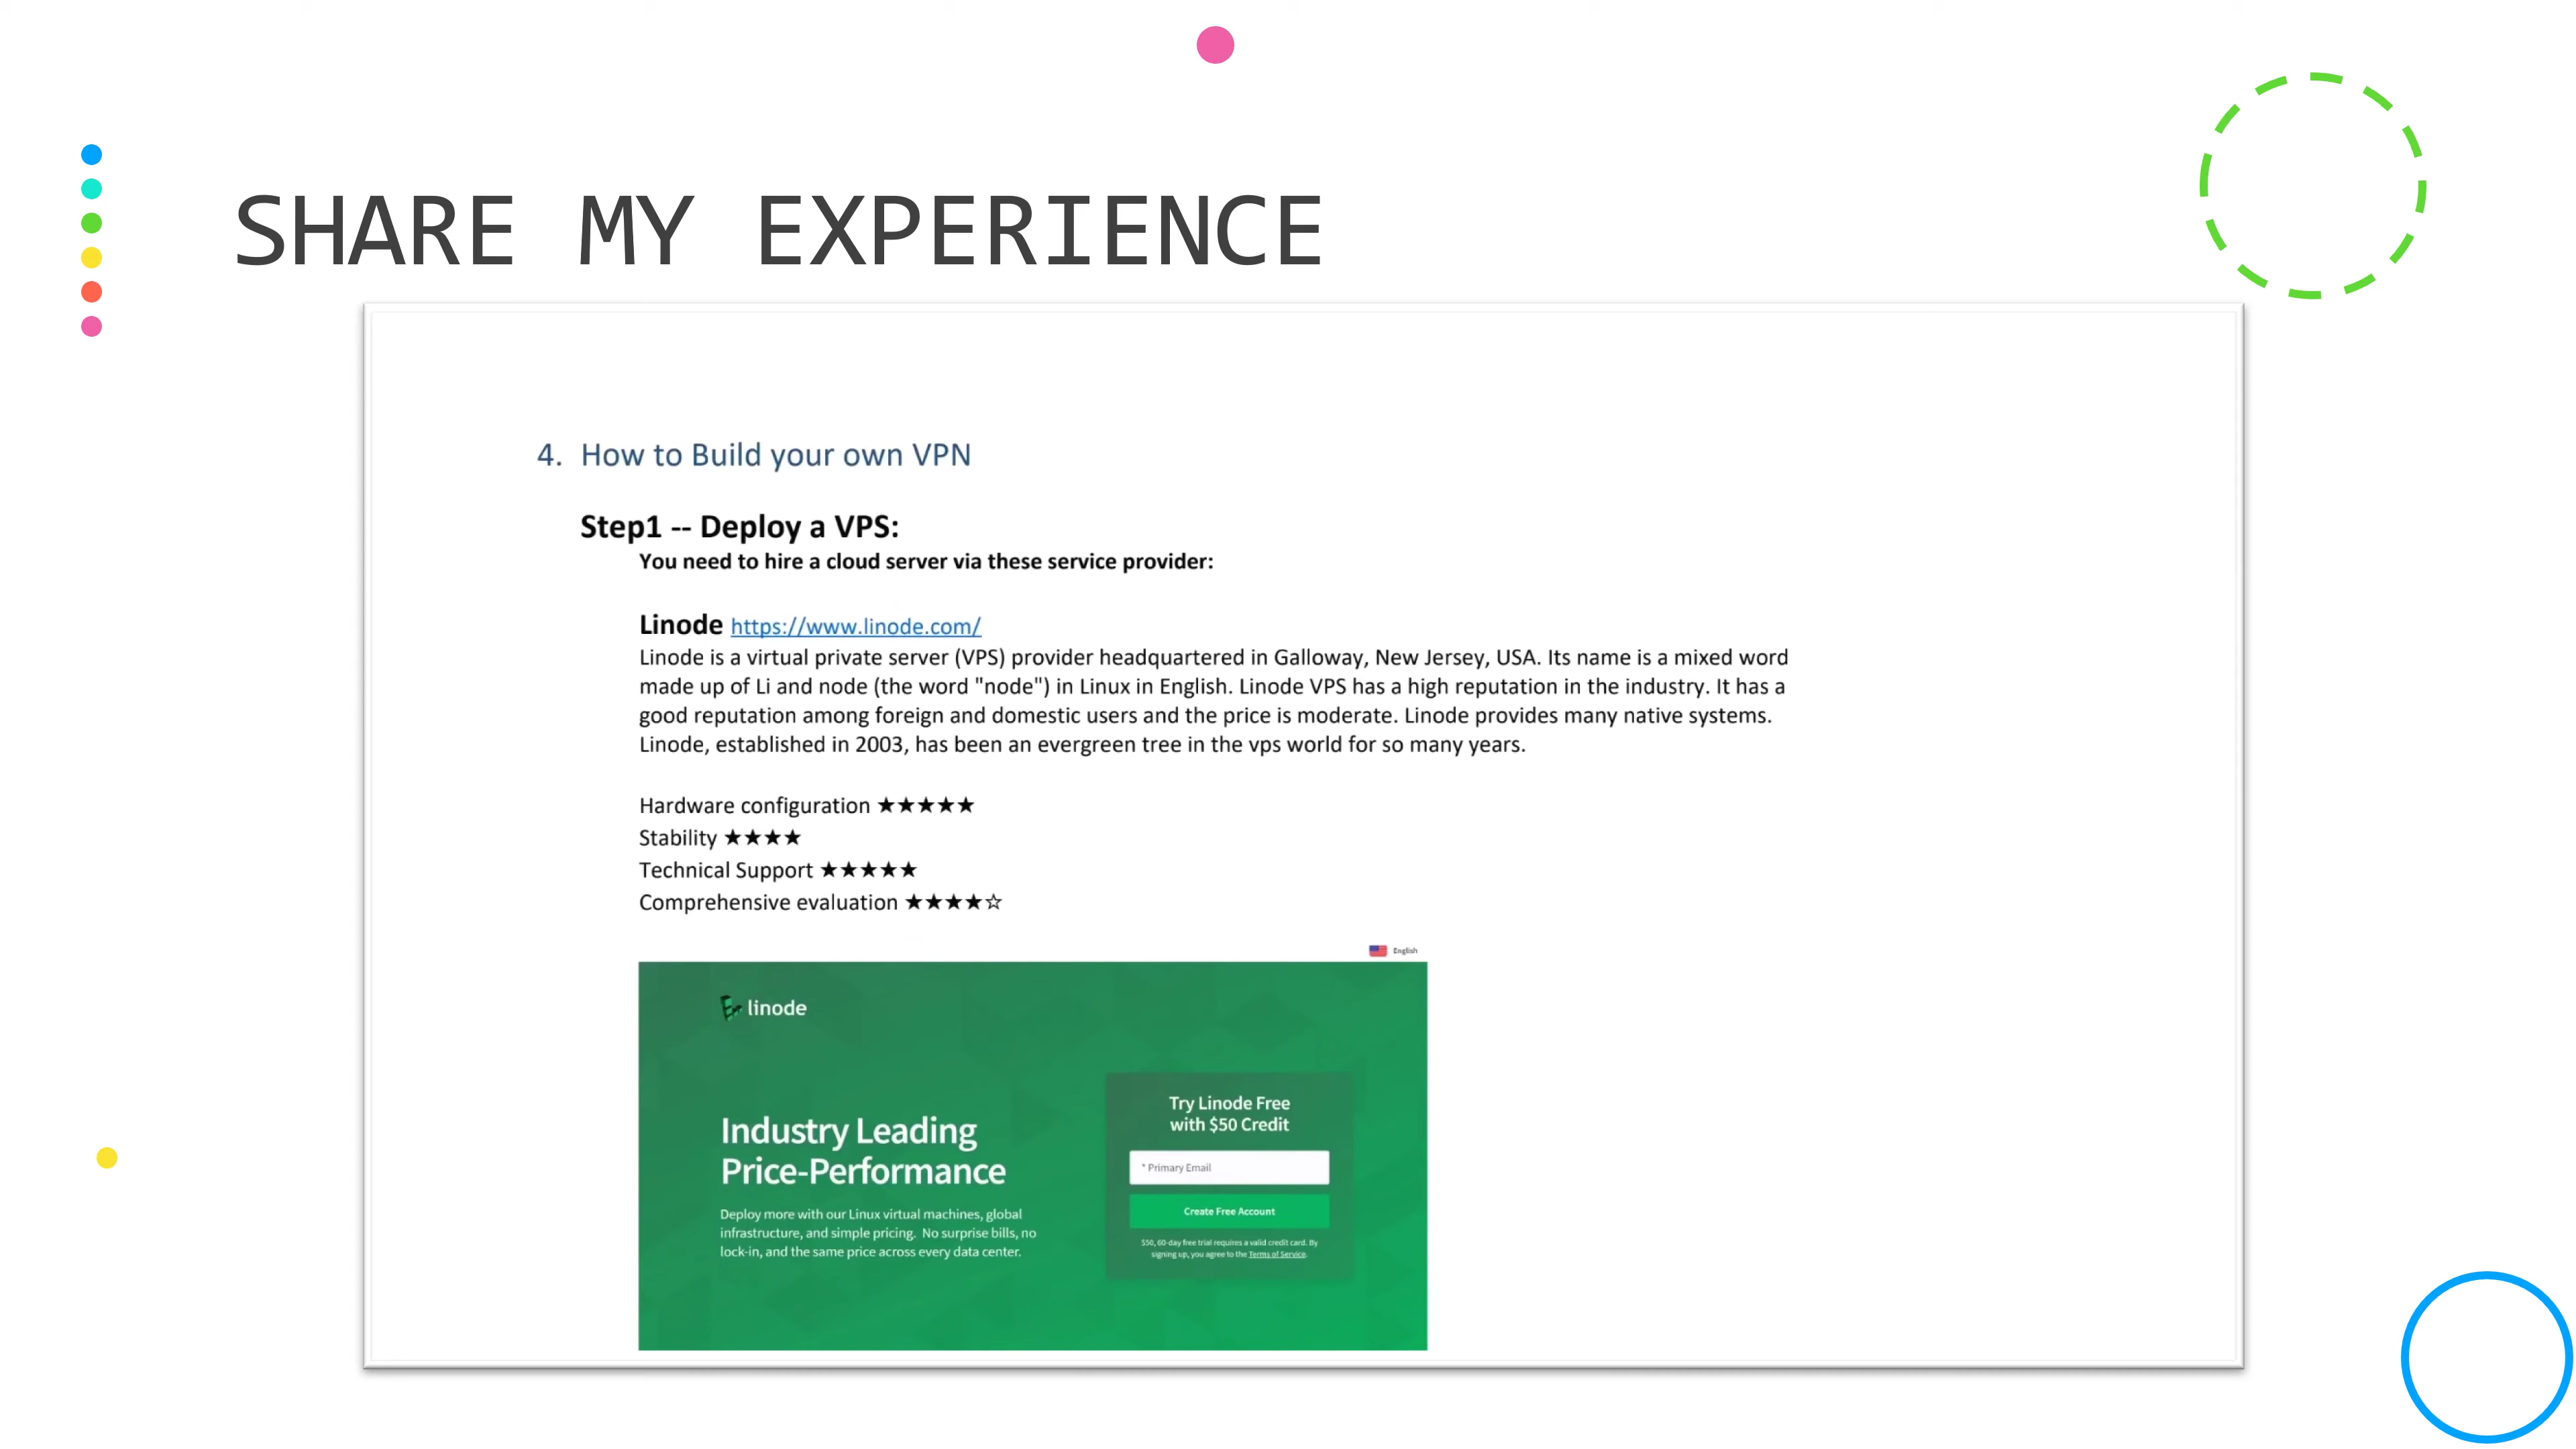 SHARE MY EXPERIENCE
4. How to Build your own VPN
Step1 -- Deploy a VPS:
You need to hire a cloud server via these service provider:
Linode https://www.linode.com/
Linode is a virtual private server (VPS) provider headquartered in Galloway, New Jersey, USA. Its name is a mixed word
made up of Li and node (the word "node") in Linux in English. Linode VPS has a high reputation in the industry. It has a
good reputation among foreign and domestic users and the price is moderate. Linode provides many native systems.
Linode, established in 2003, has been an evergreen tree in the vps world for so many years.
Hardware configuration ★★★★★
Stability ★★★★
Technical Support ★★★★★
Comprehensive evaluation ★★★★☆
English
linode
Industry Leading
Price-Performance
Deploy more with our Linux virtual machines, global
infrastructure, and simple pricing. No surprise bills, no
lock-in, and the same price across every data center.
Try Linode Free
with $50 Credit
* Primary Email
Create Free Account
$50, 60-day free trial requires a valid credit card. By
signing up, you agree to the Terms of Service.